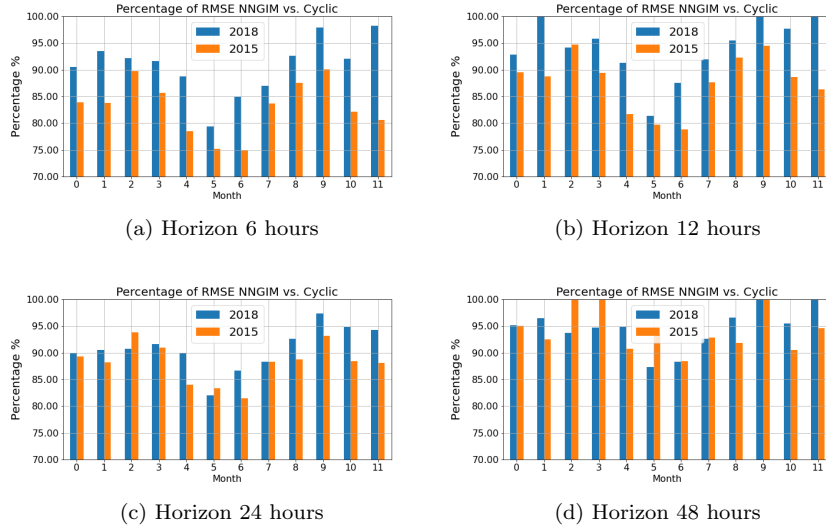 Percentage of RMSE NNGIM vs. Cyclic
100.00
95.00
90.00
85.00
80.00
75.00
70.00
Percentage %
2018
2015
0 1 2 3 4 5 6 7 8 9 10 11
Month
(a) Horizon 6 hours
Percentage of RMSE NNGIM vs. Cyclic
100.00
95.00
90.00
85.00
80.00
75.00
70.00
Percentage %
2018
2015
0 1 2 3 4 5 6 7 8 9 10 11
Month
(b) Horizon 12 hours
Percentage of RMSE NNGIM vs. Cyclic
100.00
95.00
90.00
85.00
80.00
75.00
70.00
Percentage %
2018
2015
0 1 2 3 4 5 6 7 8 9 10 11
Month
(c) Horizon 24 hours
Percentage of RMSE NNGIM vs. Cyclic
100.00
95.00
90.00
85.00
80.00
75.00
70.00
Percentage %
2018
2015
0 1 2 3 4 5 6 7 8 9 10 11
Month
(d) Horizon 48 hours